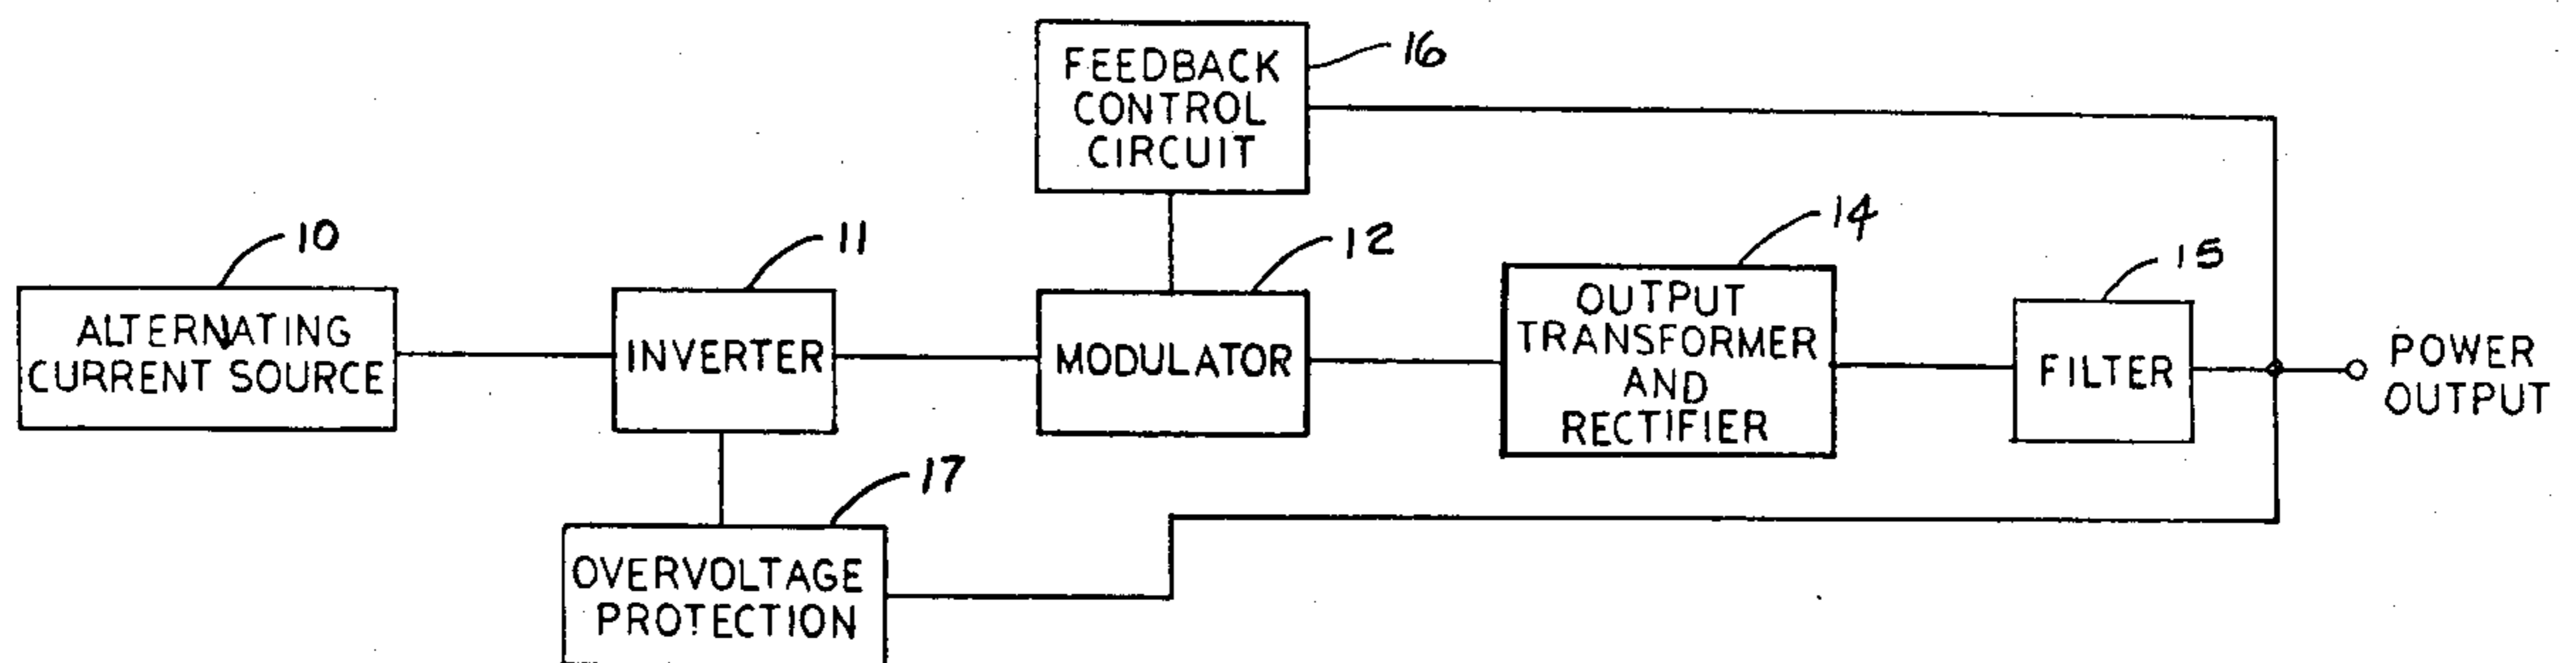 FEEDBACK
CONTROL
CIRCUIT
16
10
ALTERNATING
CURRENT SOURCE
11
INVERTER
12
MODULATOR
14
OUTPUT
TRANSFORMER
AND
RECTIFIER
15
FILTER
POWER
OUTPUT
17
OVERVOLTAGE
PROTECTION